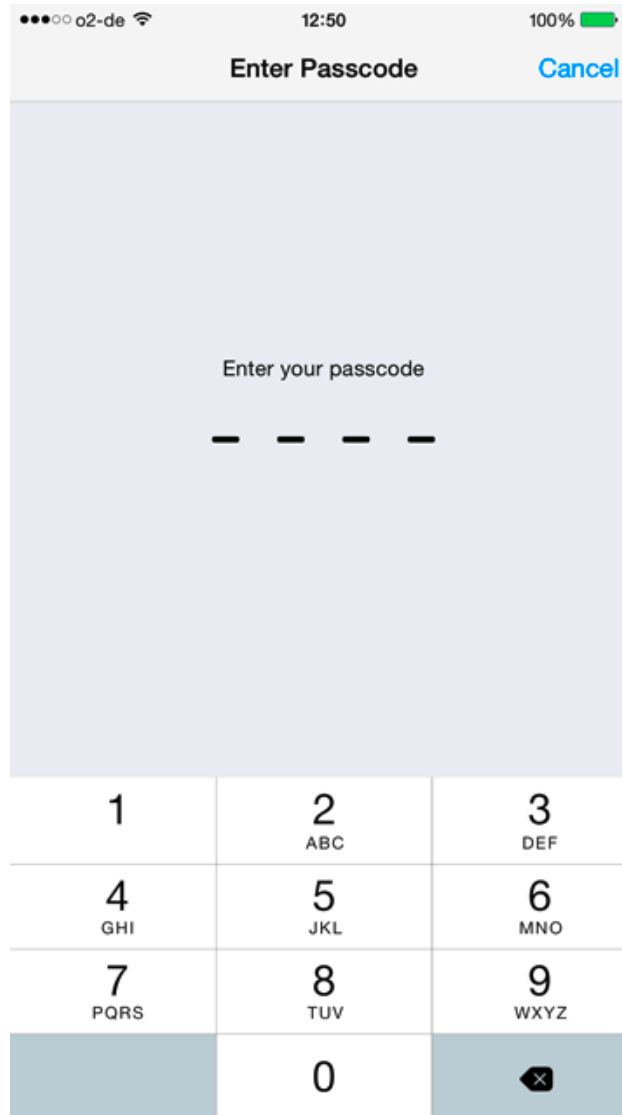 o2-de 12:50 100%
Enter Passcode Cancel
Enter your passcode
1 2 3
ABC DEF
4 5 6
GHI JKL MNO
7 8 9
PQRS TUV WXYZ
0